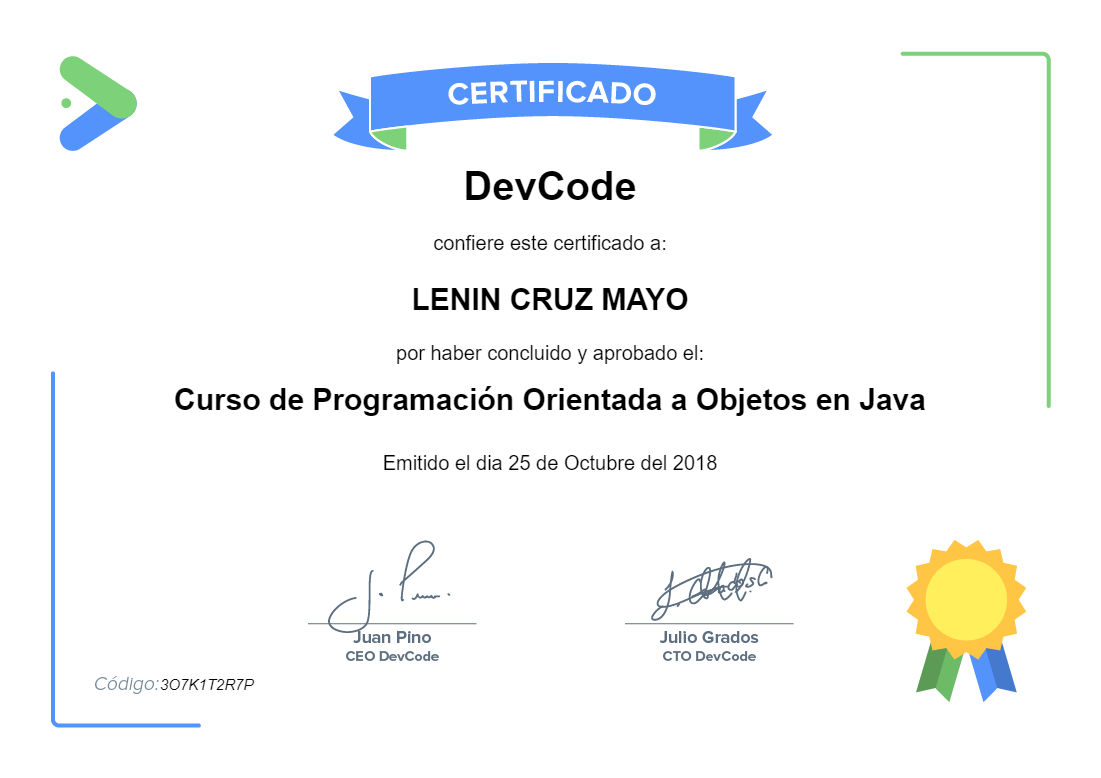 CERTIFICADO
DevCode
confiere este certificado a:
LENIN CRUZ MAYO
por haber concluido y aprobado el:
Curso de Programación Orientada a Objetos en Java
Emitido el dia 25 de Octubre del 2018
Juan Pino
CEO DevCode
Julio Grados
CTO DevCode
Código:3O7K1T2R7P